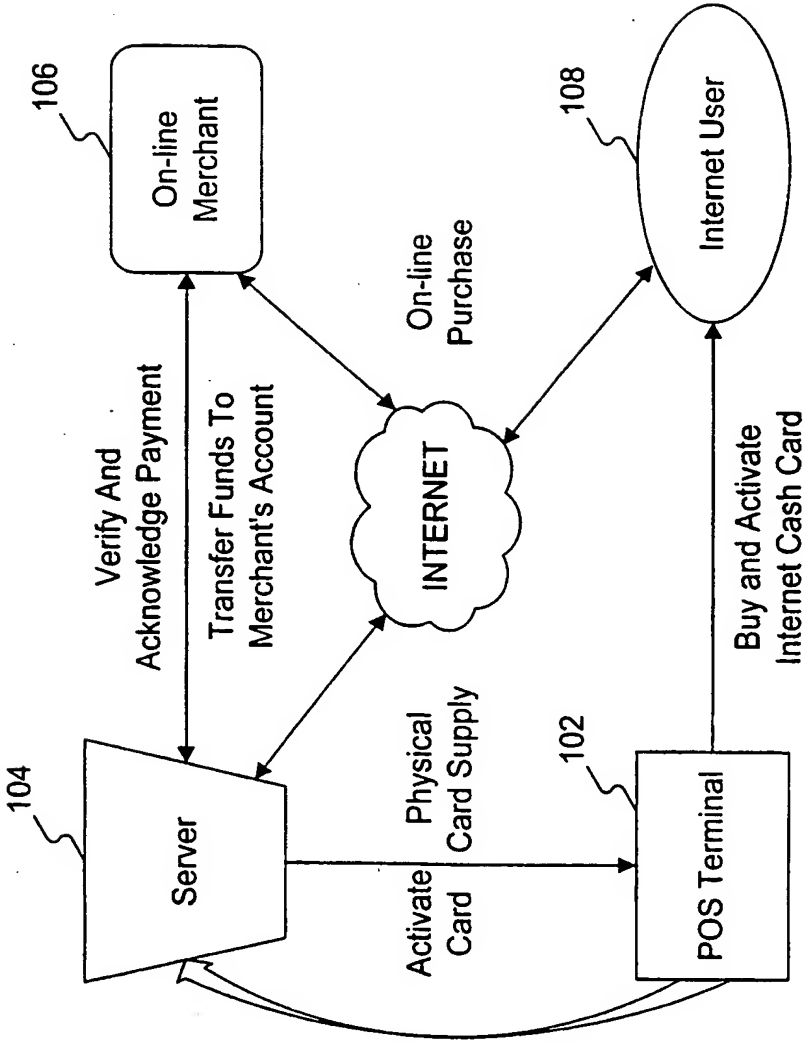 104
Server
Verify And
Acknowledge Payment
Transfer Funds To
Merchant's Account
106
On-line
Merchant
Activate
Card
Physical
Card Supply
INTERNET
On-line
Purchase
102
POS Terminal
Buy and Activate
Internet Cash Card
108
Internet User